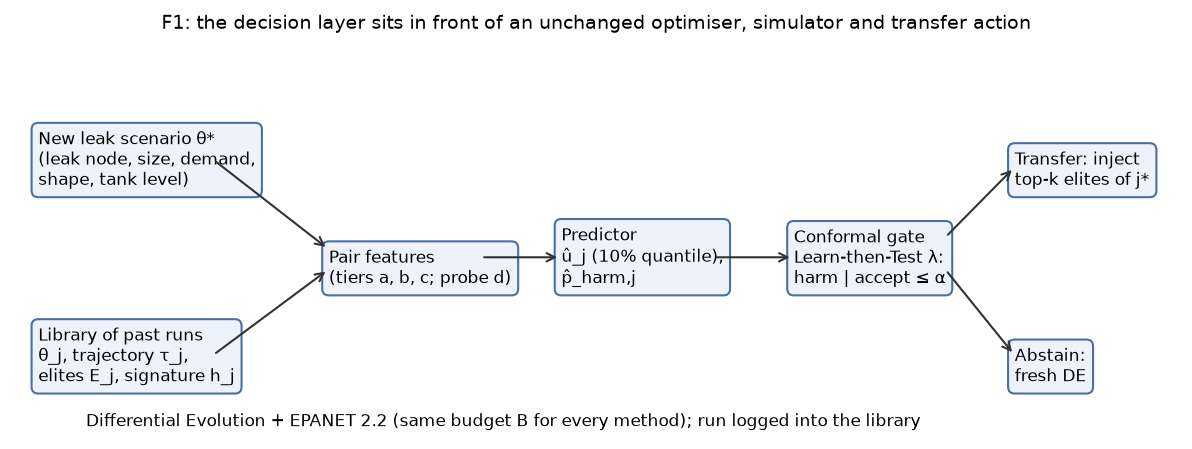 F1: the decision layer sits in front of an unchanged optimiser, simulator and transfer action
New leak scenario θ*
(leak node, size, demand,
shape, tank level)
Library of past runs
θ_j, trajectory τ_j,
elites E_j, signature h_j
Pair features
(tiers a, b, c; probe d)
Predictor
û_j (10% quantile),
p̂_harm,j
Conformal gate
Learn-then-Test λ:
harm | accept ≤ α
Transfer: inject
top-k elites of j*
Abstain:
fresh DE
Differential Evolution + EPANET 2.2 (same budget B for every method); run logged into the library